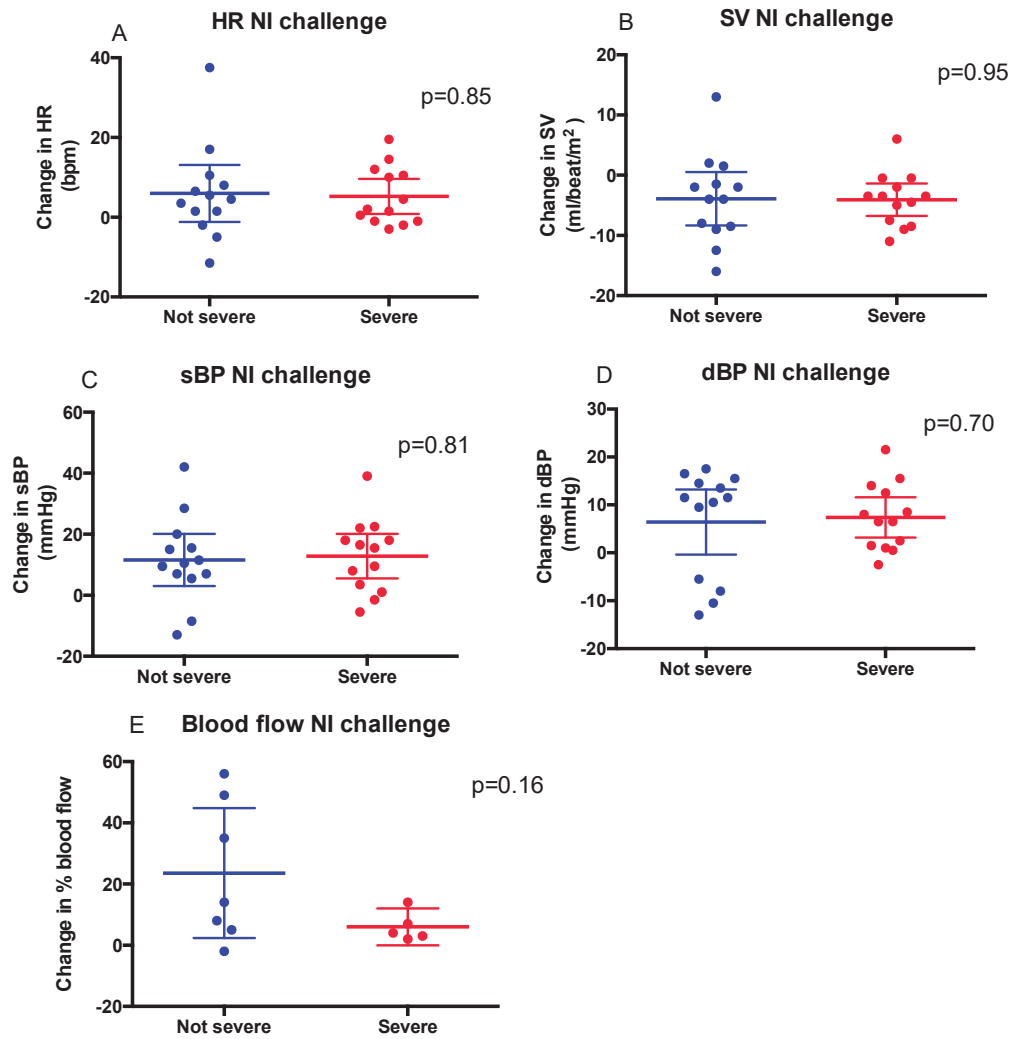 A
HR NI challenge
p=0.85
Change in HR
(bpm)
40
20
0
-20
Not severe
Severe
B
SV NI challenge
p=0.95
Change in SV
(ml/beat/m²)
20
10
0
-10
-20
Not severe
Severe
C
sBP NI challenge
p=0.81
Change in sBP
(mmHg)
60
40
20
0
-20
Not severe
Severe
D
dBP NI challenge
p=0.70
Change in dBP
(mmHg)
30
20
10
0
-10
-20
Not severe
Severe
E
Blood flow NI challenge
p=0.16
Change in % blood flow
60
40
20
0
-20
Not severe
Severe